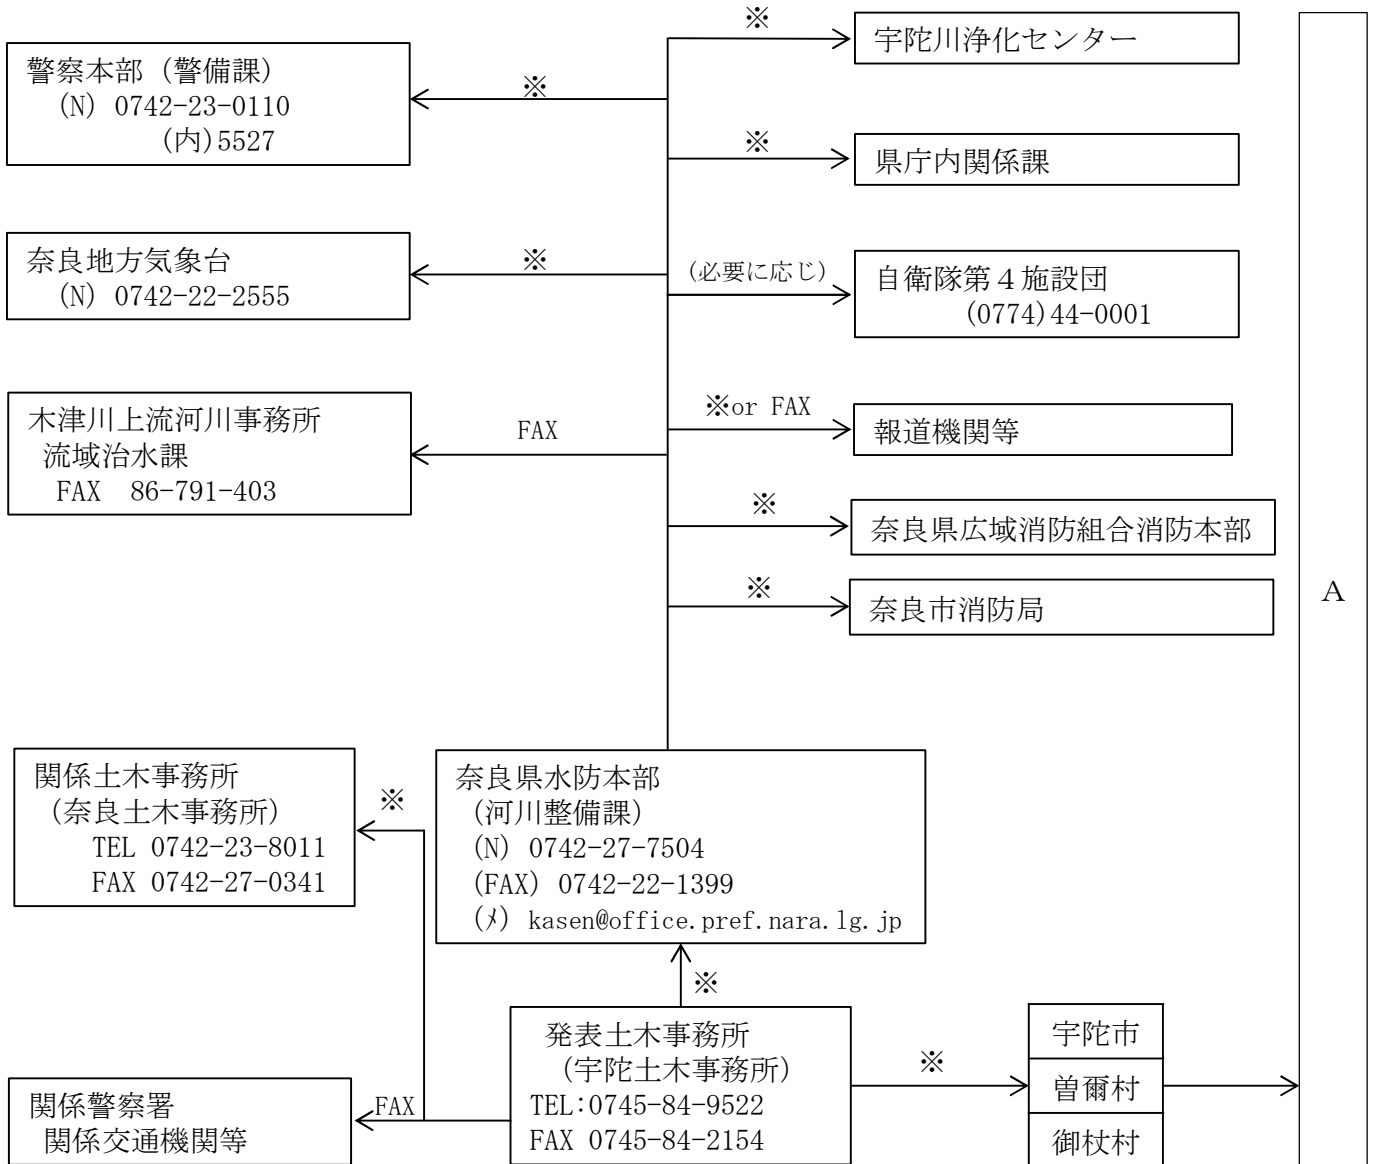 ※
宇陀川浄化センター
警察本部（警備課）
(N) 0742-23-0110
(内)5527
※
※
県庁内関係課
奈良地方気象台
(N) 0742-22-2555
※
(必要に応じ)
自衛隊第４施設団
(0774)44-0001
木津川上流河川事務所
流域治水課
FAX 86-791-403
FAX
※or FAX
報道機関等
※
奈良県広域消防組合消防本部
※
奈良市消防局
A
関係土木事務所
（奈良土木事務所）
TEL 0742-23-8011
FAX 0742-27-0341
※
奈良県水防本部
（河川整備課）
(N) 0742-27-7504
(FAX) 0742-22-1399
(ﾒ) kasen@office.pref.nara.lg.jp
※
発表土木事務所
（宇陀土木事務所）
TEL:0745-84-9522
FAX 0745-84-2154
※
宇陀市
曽爾村
御杖村
関係警察署
関係交通機関等
FAX